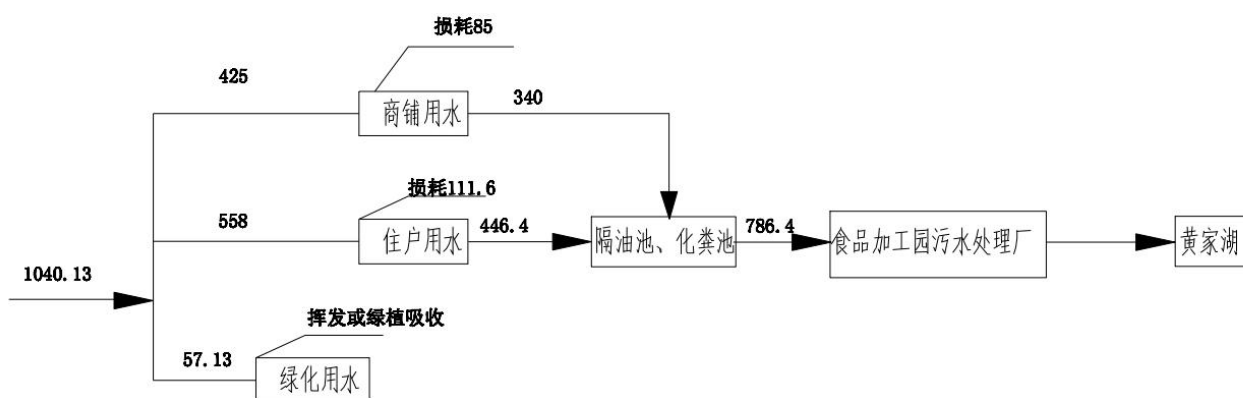 损耗85
425
商铺用水
340
损耗111.6
558
住户用水
446.4
隔油池、化粪池
786.4
食品加工园污水处理厂
黄家湖
1040.13
挥发或绿植吸收
57.13
绿化用水